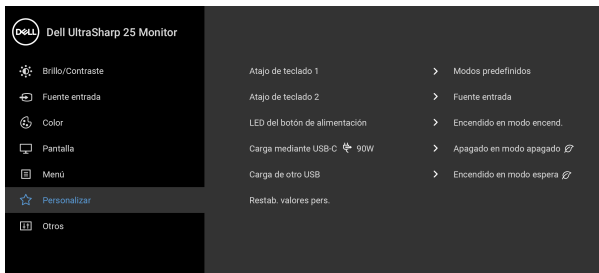 DELL Dell UltraSharp 25 Monitor
Brillo/Contraste Atajo de teclado 1 > Modos predefinidos
Fuente entrada Atajo de teclado 2 > Fuente entrada
Color LED del botón de alimentación > Encendido en modo encend.
Pantalla Carga mediante USB-C 90W > Apagado en modo apagado
Menú Carga de otro USB > Encendido en modo espera
Personalizar Restab. valores pers.
Otros